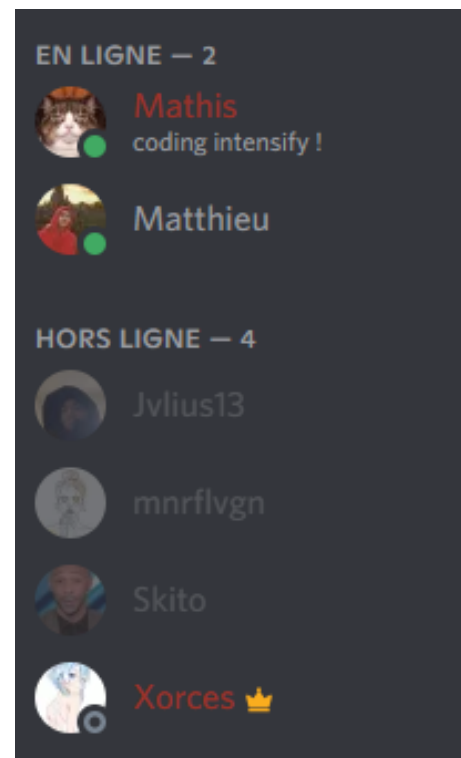 EN LIGNE — 2
Mathis
coding intensify !
Matthieu
HORS LIGNE — 4
Jvlius13
mnrflvgn
Skito
Xorces